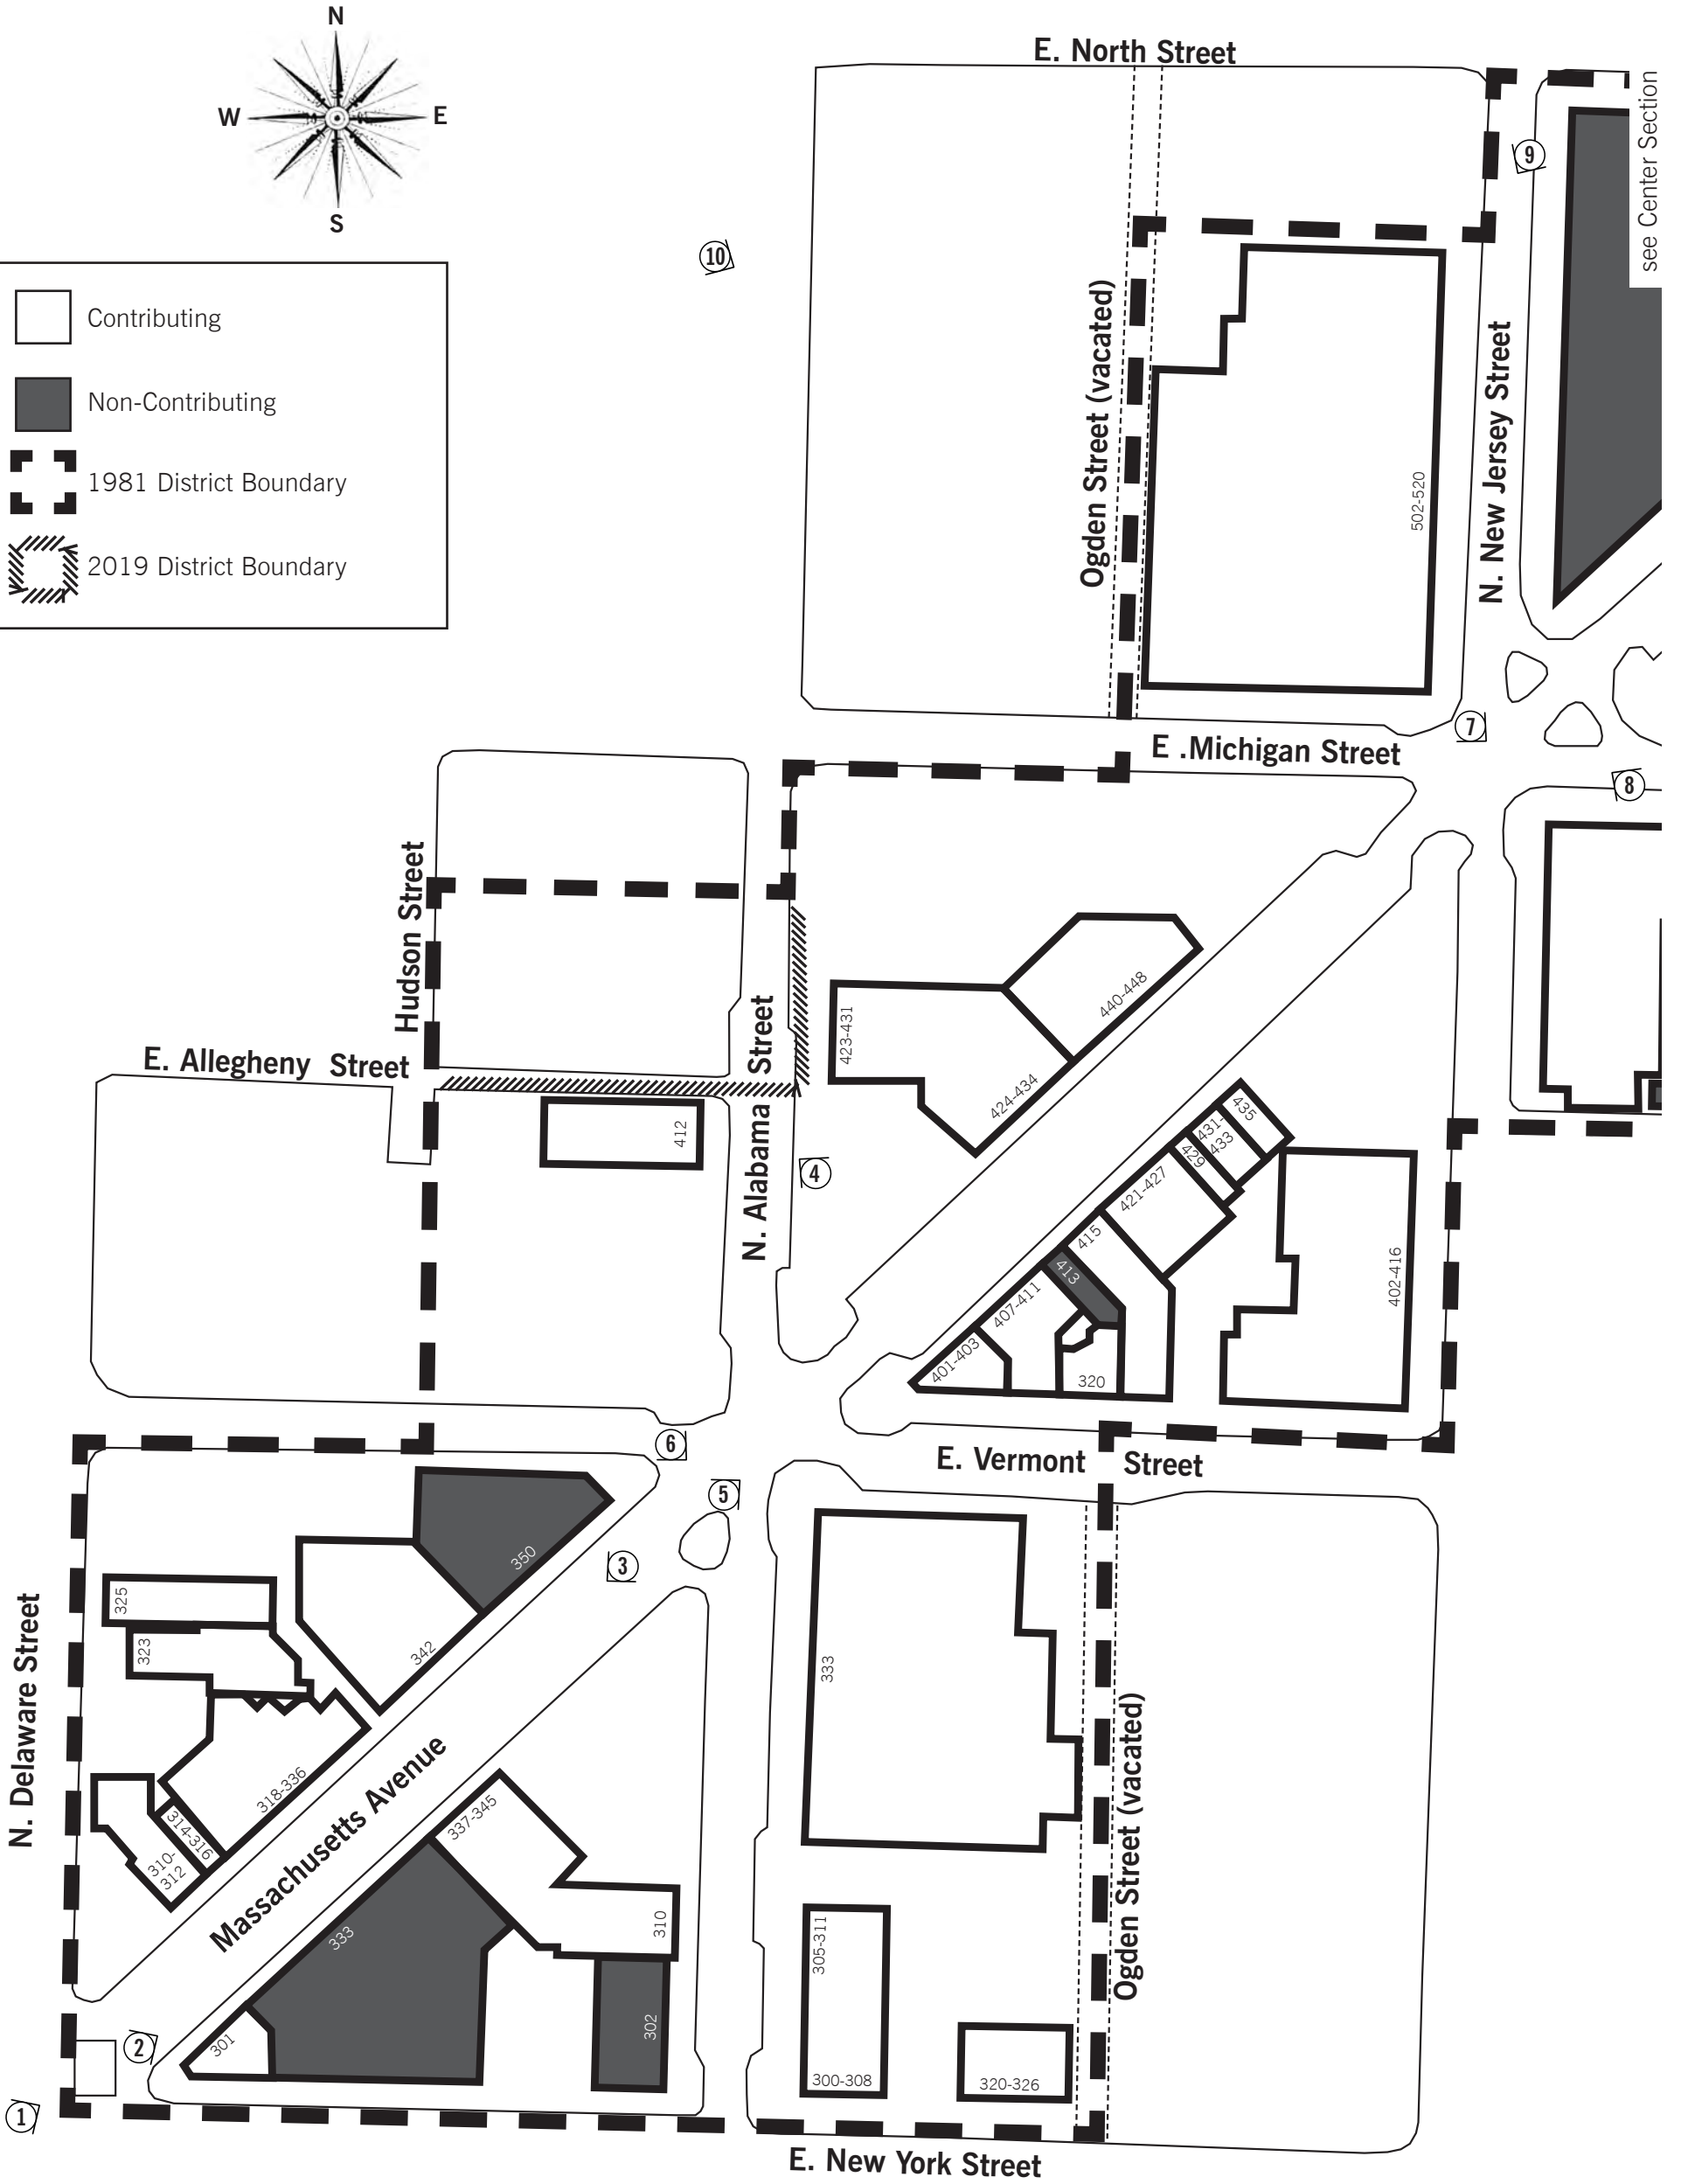 N
W
E
S
Contributing
Non-Contributing
1981 District Boundary
2019 District Boundary
E. North Street
see Center Section
9
10
Ogden Street (vacated)
502-520
N. New Jersey Street
7
E .Michigan Street
8
Hudson Street
E. Allegheny Street
N. Alabama Street
412
4
423-431
440-448
424-434
435
431-
433
429
421-427
415
413
407-411
401-403
320
402-416
6
5
3
E. Vermont Street
350
342
325
323
N. Delaware Street
318-336
314-316
310-
312
Massachusetts Avenue
337-345
333
310
302
301
2
1
333
305-311
300-308
320-326
Ogden Street (vacated)
E. New York Street